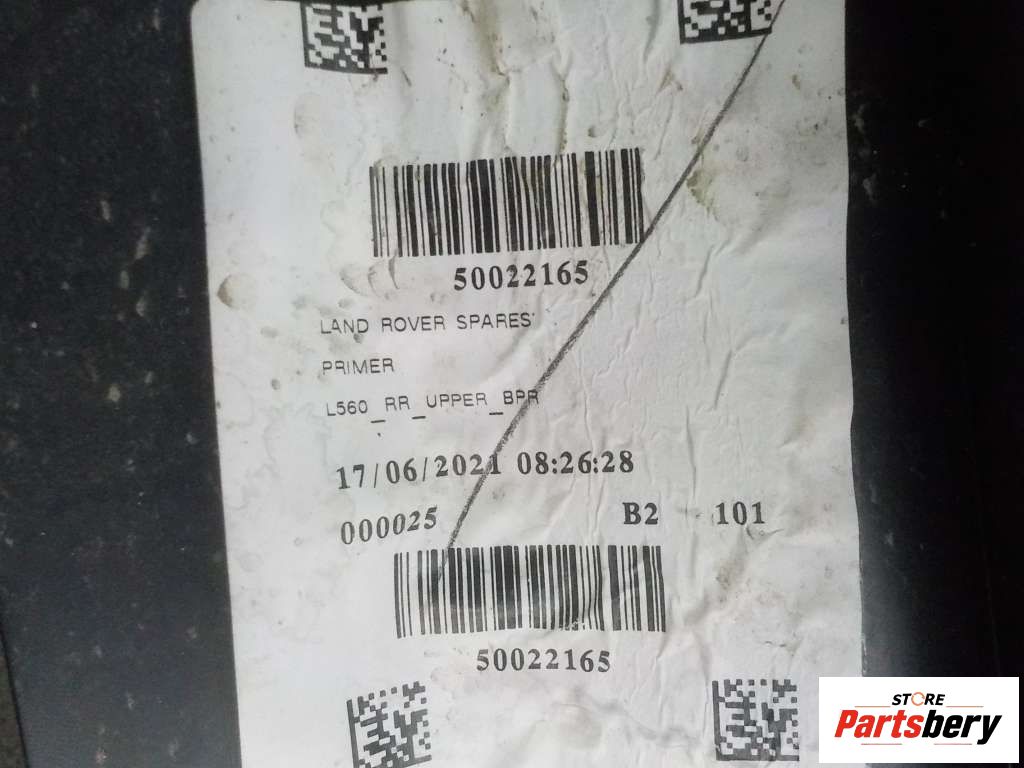 50022165
LAND ROVER SPARES
PRIMER
L560_RR_UPPER_BPR
17/06/2021 08:26:28
000025 B2 101
50022165
STORE
Partsbery